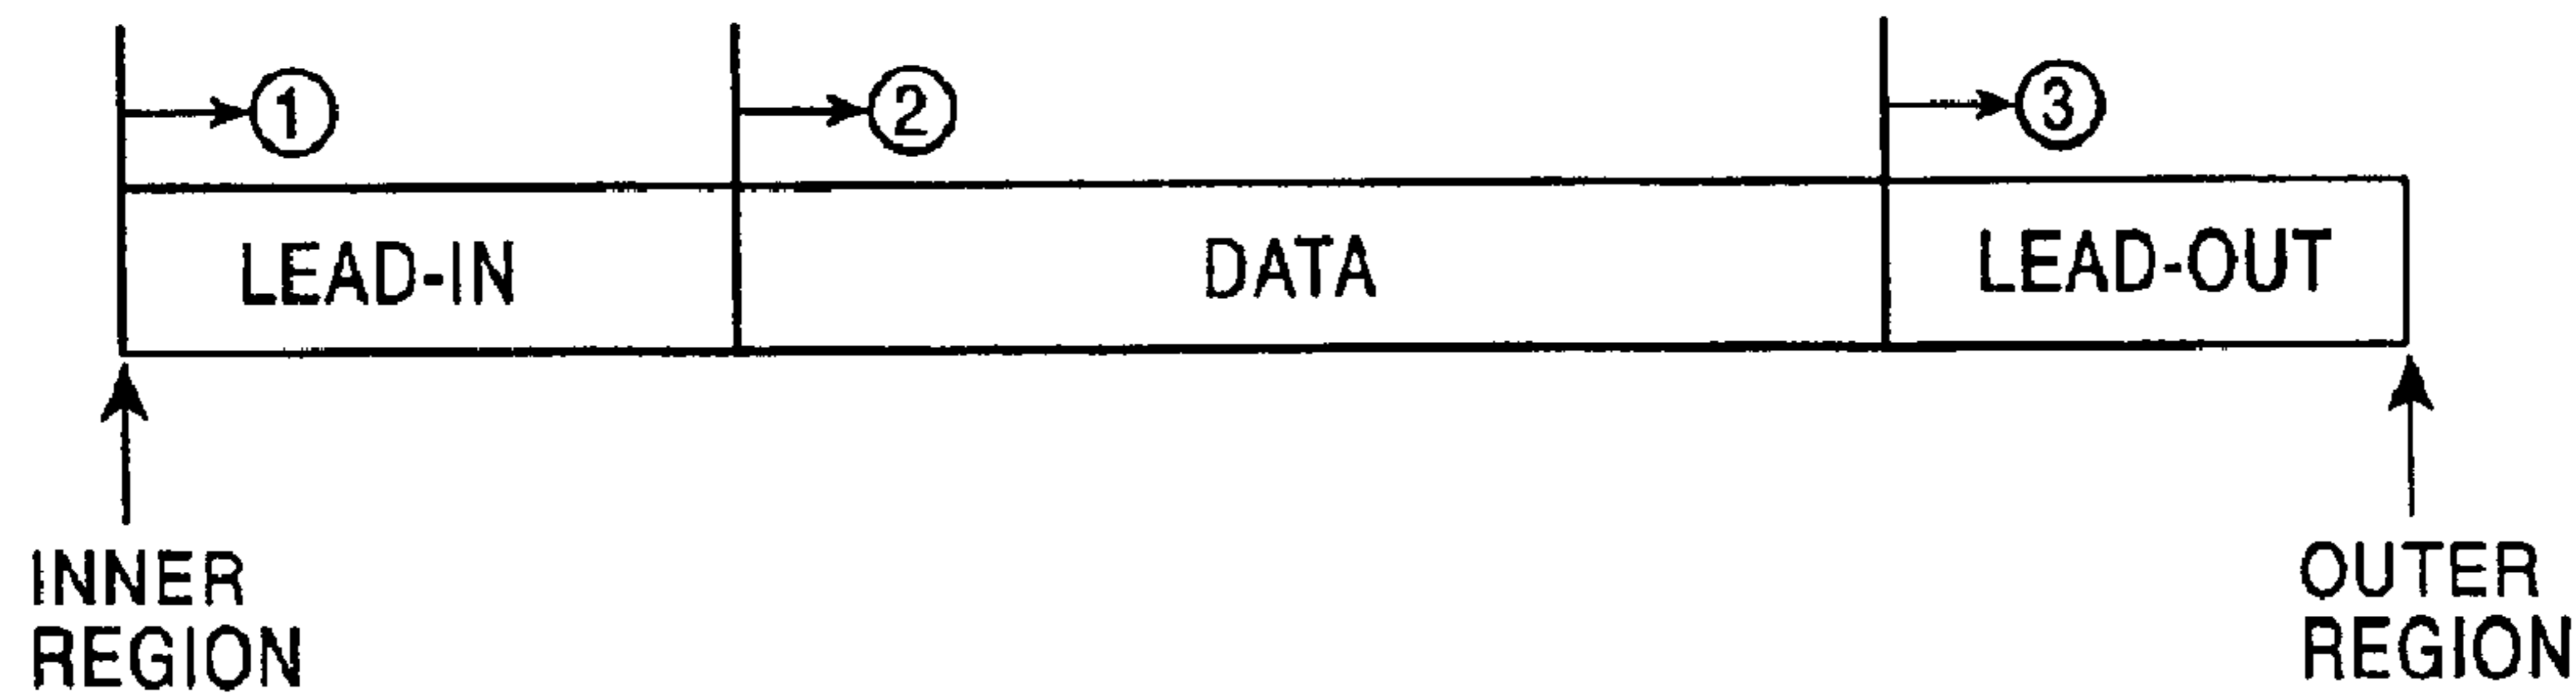 ① ② ③
LEAD-IN DATA LEAD-OUT
INNER
REGION
OUTER
REGION